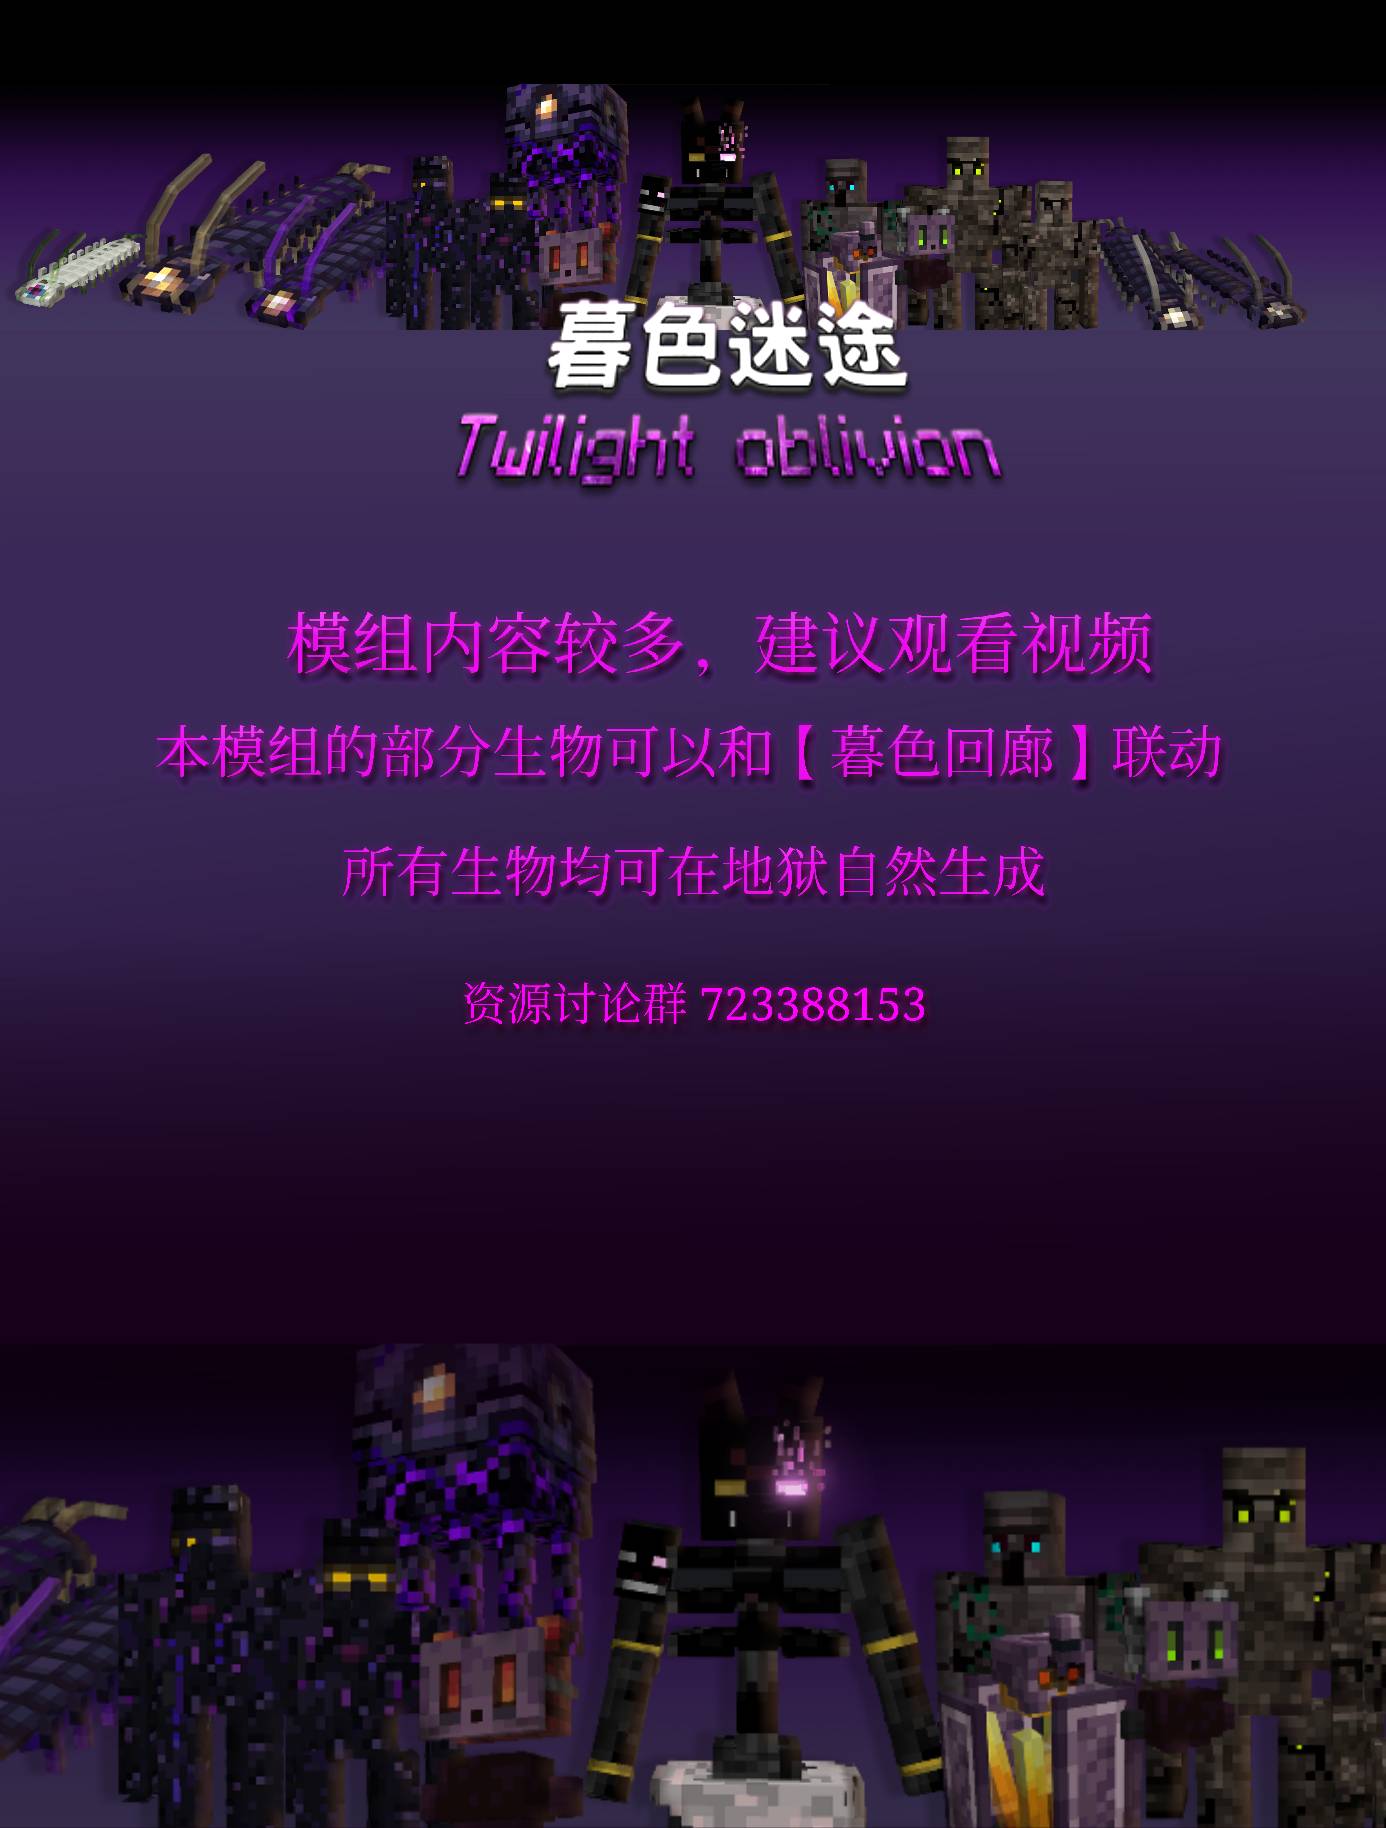 暮色迷途
Twilight oblivion
模组内容较多，建议观看视频
本模组的部分生物可以和【暮色回廊】联动
所有生物均可在地狱自然生成
资源讨论群 723388153